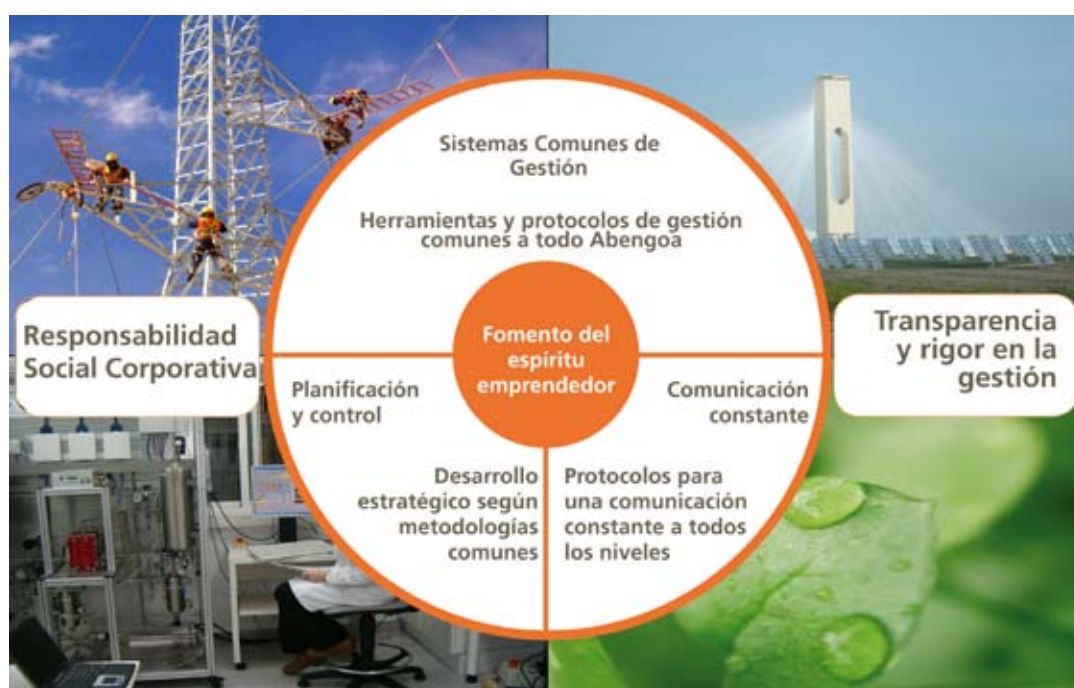 Sistemas Comunes de
Gestión
Herramientas y protocolos de gestión
comunes a todo Abengoa
Responsabilidad
Social Corporativa
Fomento del
espíritu
emprendedor
Transparencia
y rigor en la
gestión
Planificación
y control
Comunicación
constante
Desarrollo
estratégico según
metodologías
comunes
Protocolos para
una comunicación
constante a todos
los niveles